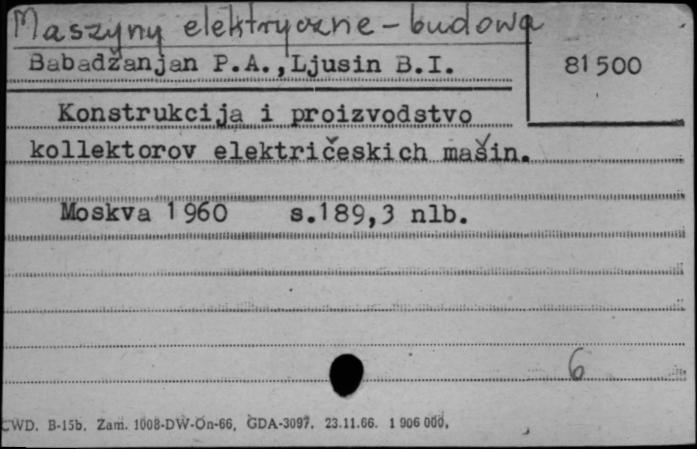 Maszyny elektryczne - budowa
Babadžanjan P.A.,Ljusin B.I.
81500
Konstrukcija i proizvodstvo
kollektorov električeskich mašin.
Moskva 1960 s.189,3 nlb.
6
CWD. B-15b. Zam. 1008-DW-On-66, GDA-3097. 23.11.66. 1 906 000.